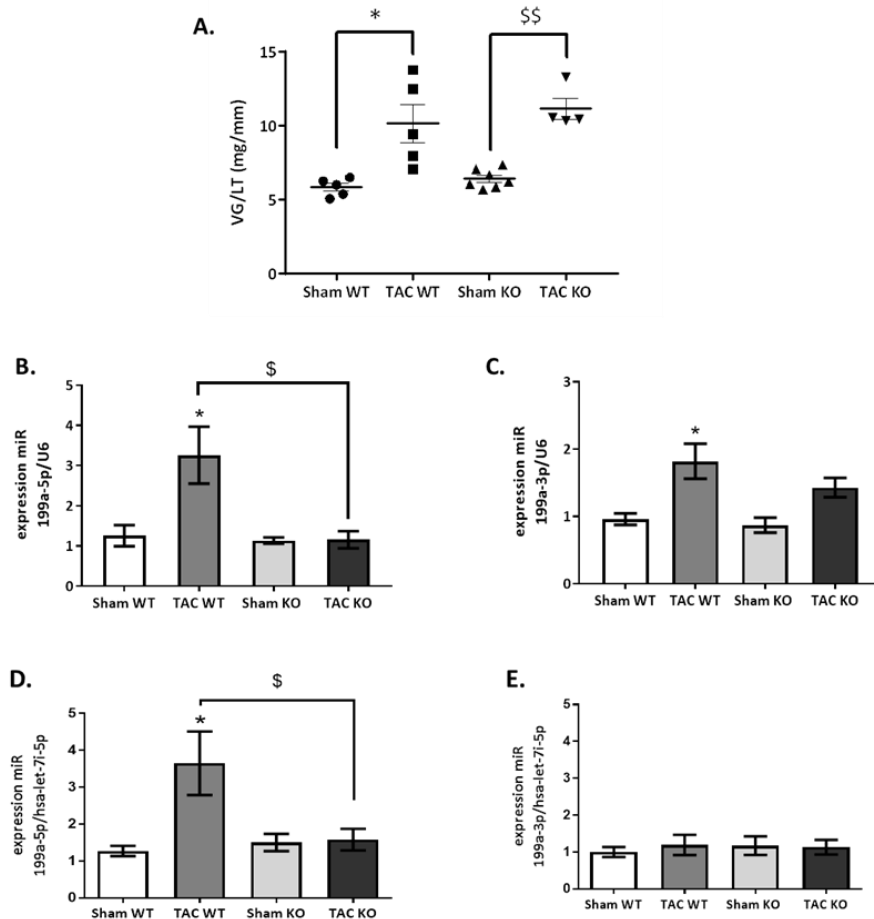 A.
*
$$
VG/LT (mg/mm)
15
10
5
0
Sham WT TAC WT Sham KO TAC KO
B.
$
*
expression miR
199a-5p/U6
5
4
3
2
1
0
Sham WT TAC WT Sham KO TAC KO
C.
*
expression miR
199a-3p/U6
3
2
1
0
Sham WT TAC WT Sham KO TAC KO
D.
$
*
expression miR
199a-5p/hsa-let-7i-5p
5
4
3
2
1
0
Sham WT TAC WT Sham KO TAC KO
E.
expression miR
199a-3p/hsa-let-7i-5p
5
4
3
2
1
0
Sham WT TAC WT Sham KO TAC KO